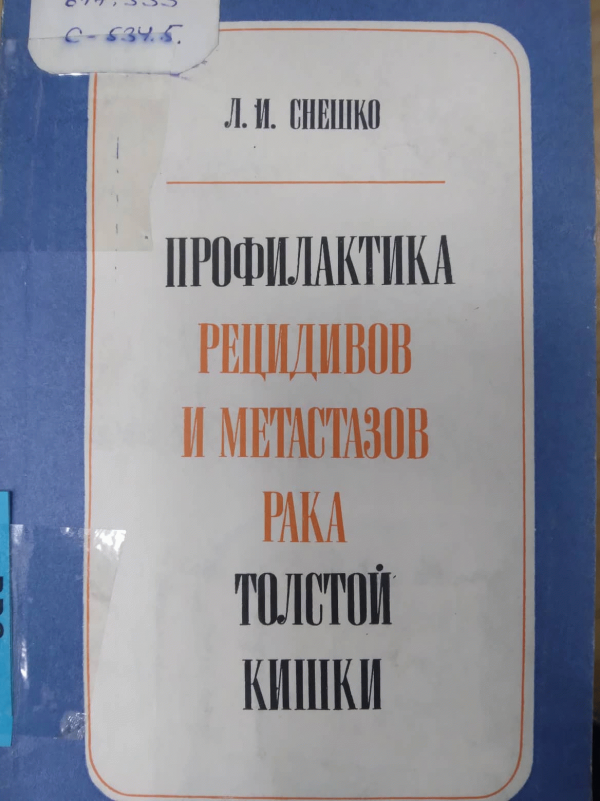 С-534.5.
Л. И. СНЕШКО
ПРОФИЛАКТИКА
РЕЦИДИВОВ
И МЕТАСТАЗОВ
РАКА
ТОЛСТОЙ
КИШКИ